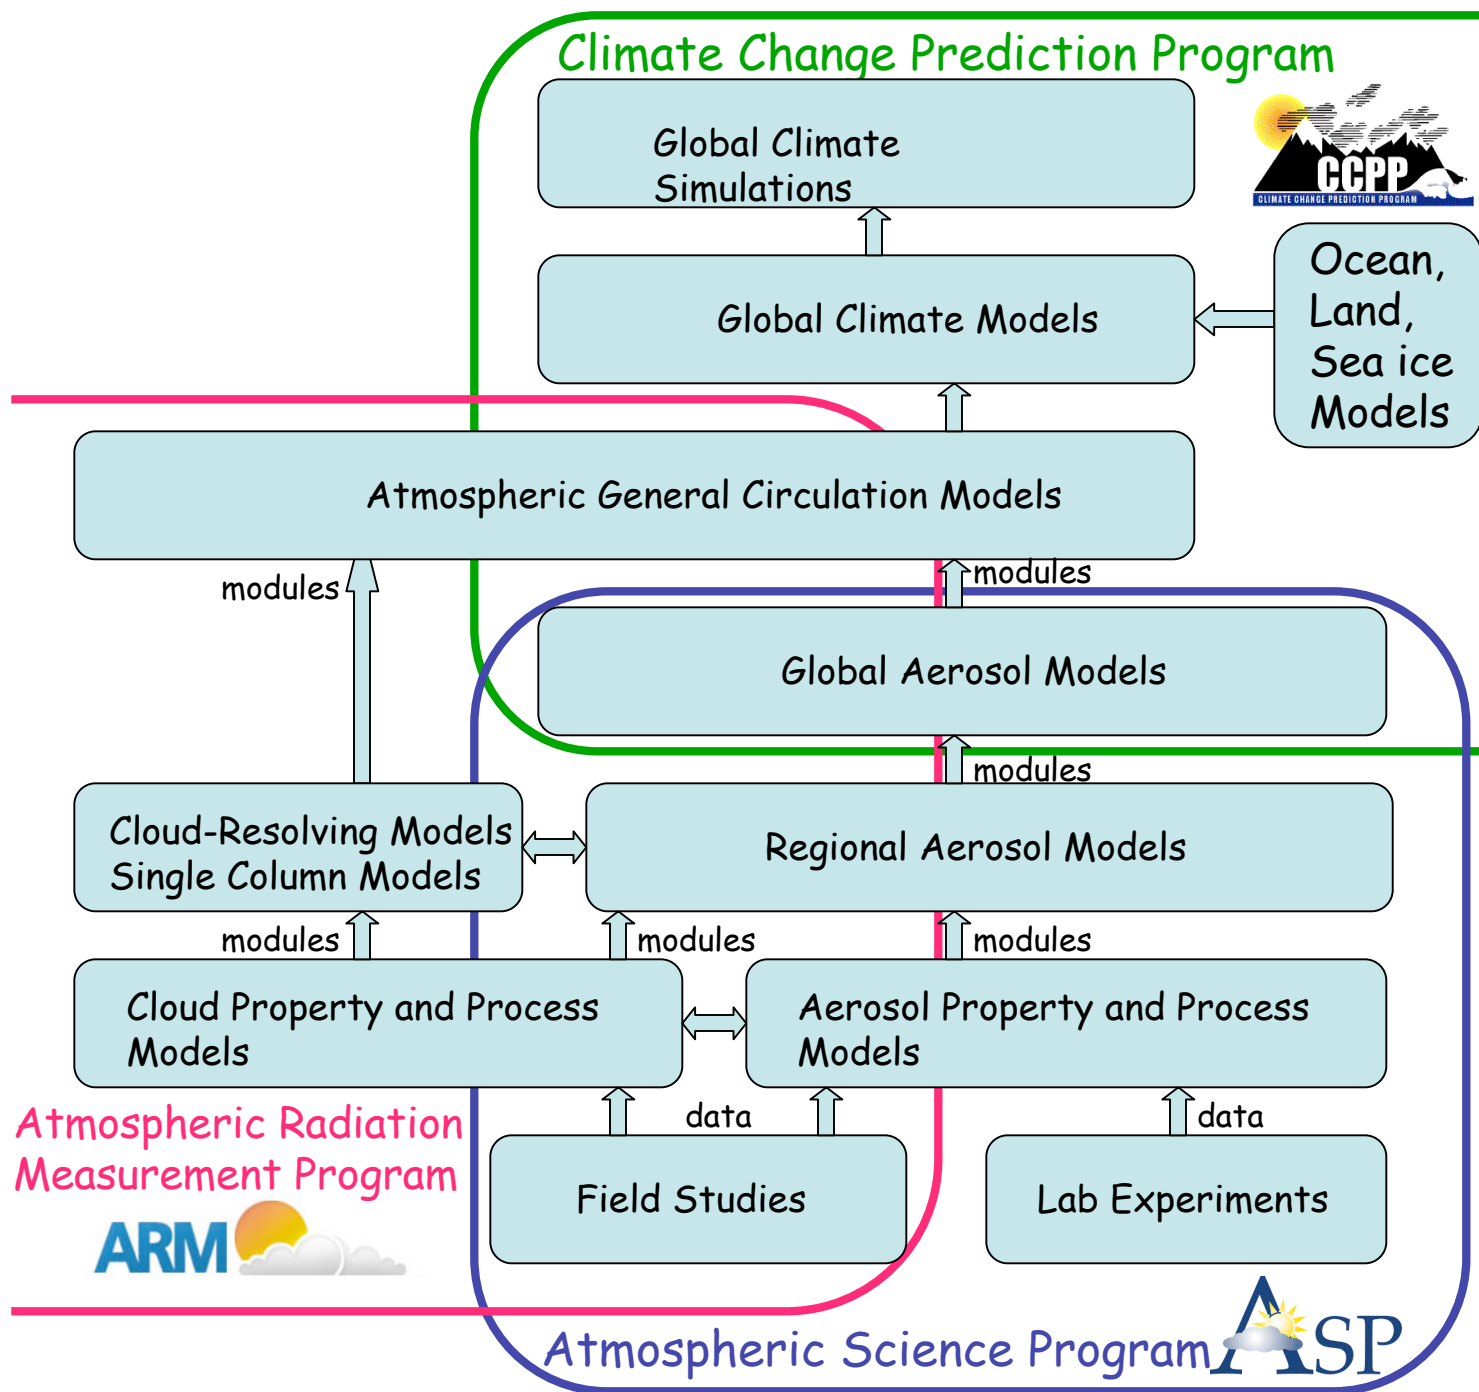 Climate Change Prediction Program
Global Climate
Simulations
CCPP
CLIMATE CHANGE PREDICTION PROGRAM
Ocean,
Land,
Sea ice
Models
Global Climate Models
Atmospheric General Circulation Models
modules
modules
Global Aerosol Models
modules
Cloud-Resolving Models
Single Column Models
Regional Aerosol Models
modules
modules
modules
Cloud Property and Process
Models
Aerosol Property and Process
Models
Atmospheric Radiation
Measurement Program
data
data
Field Studies
Lab Experiments
ARM
Atmospheric Science Program
ASP